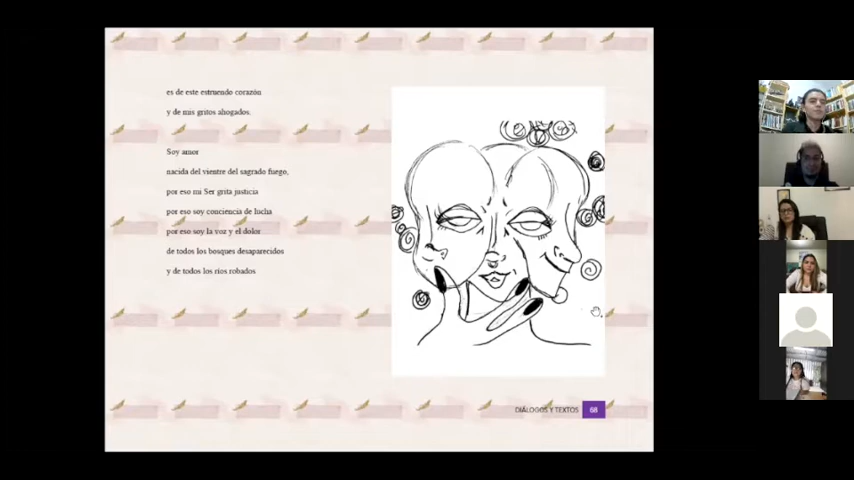 es de este estruendo corazón
y de mis gritos ahogados.
Soy amor
nacida del vientre del sagrado fuego,
por eso mi Ser grita justicia
por eso soy conciencia de lucha
por eso soy la voz y el dolor
de todos los bosques desaparecidos
y de todos los ríos robados
DIÁLOGOS Y TEXTOS 68